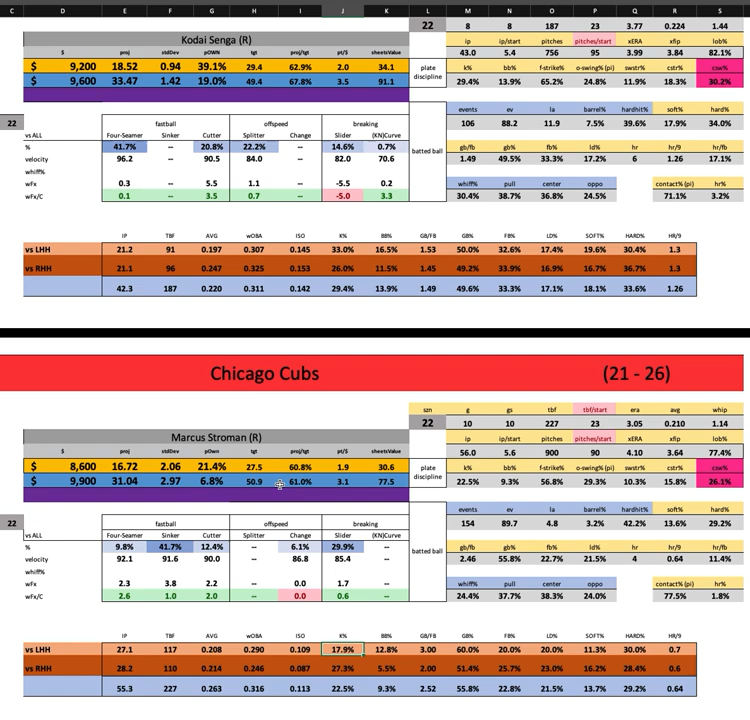 C D E F G H I J K L M N O P Q R S
22 8 8 187 23 3.77 0.224 1.44
Kodai Senga (R) ip ip/start pitches pitches/start xERA xfip lob%
$ proj stdDev pOWN tgt proj/tgt pt/$ sheetsValue 43.0 5.4 756 95 3.99 3.84 82.1%
$ 9,200 18.52 0.94 39.1% 29.4 62.9% 2.0 34.1 plate discipline k% bb% f-strike% o-swing% (pi) swstr% cstr% csw%
$ 9,600 33.47 1.42 19.0% 49.4 67.8% 3.5 91.1 29.4% 13.9% 65.2% 24.8% 11.9% 18.3% 30.2%
events ev la barrel% hardhit% soft% hard%
22 fastball offspeed breaking 106 88.2 11.9 7.5% 39.6% 17.9% 34.0%
vs ALL Four-Seamer Sinker Cutter Splitter Change Slider (KN)Curve
% 41.7% -- 20.8% 22.2% -- 14.6% 0.7% batted ball gb/fb gb% fb% ld% hr hr/9 hr/fb
velocity 96.2 -- 90.5 84.0 -- 82.0 70.6 1.49 49.5% 33.3% 17.2% 6 1.26 17.1%
whiff%
wFx 0.3 -- 5.5 1.1 -- -5.5 0.2 whiff% pull center oppo contact% (pi) hr%
wFx/C 0.1 -- 3.5 0.7 -- -5.0 3.3 30.4% 38.7% 36.8% 24.5% 71.1% 3.2%
IP TBF AVG wOBA ISO K% BB% GB/FB GB% FB% LD% SOFT% HARD% HR/9
vs LHH 21.2 91 0.197 0.307 0.145 33.0% 16.5% 1.53 50.0% 32.6% 17.4% 19.6% 30.4% 1.3
vs RHH 21.1 96 0.247 0.325 0.153 26.0% 11.5% 1.45 49.2% 33.9% 16.9% 16.7% 36.7% 1.3
42.3 187 0.220 0.311 0.142 29.4% 13.9% 1.49 49.6% 33.3% 17.1% 18.1% 33.6% 1.26
Chicago Cubs (21 - 26)
szn g gs tbf tbf/start era avg whip
22 10 10 227 23 3.05 0.210 1.14
Marcus Stroman (R) ip ip/start pitches pitches/start xERA xfip lob%
$ proj stdDev pOwn tgt proj/tgt pt/$ sheetsValue 56.0 5.6 900 90 4.10 3.64 77.4%
$ 8,600 16.72 2.06 21.4% 27.5 60.8% 1.9 30.6 plate discipline k% bb% f-strike% o-swing% (pi) swstr% cstr% csw%
$ 9,900 31.04 2.97 6.8% 50.9 61.0% 3.1 77.5 22.5% 9.3% 56.8% 29.3% 10.3% 15.8% 26.1%
events ev la barrel% hardhit% soft% hard%
22 fastball offspeed breaking 154 89.7 4.8 3.2% 42.2% 13.6% 29.2%
vs ALL Four-Seamer Sinker Cutter Splitter Change Slider (KN)Curve
% 9.8% 41.7% 12.4% -- 6.1% 29.9% -- batted ball gb/fb gb% fb% ld% hr hr/9 hr/fb
velocity 92.1 91.6 90.0 -- 86.8 85.4 -- 2.46 55.8% 22.7% 21.5% 4 0.64 11.4%
whiff%
wFx 2.3 3.8 2.2 -- 0.0 1.7 -- whiff% pull center oppo contact% (pi) hr%
wFx/C 2.6 1.0 2.0 -- 0.0 0.6 -- 24.4% 37.7% 38.3% 24.0% 77.5% 1.8%
IP TBF AVG wOBA ISO K% BB% GB/FB GB% FB% LD% SOFT% HARD% HR/9
vs LHH 27.1 117 0.208 0.290 0.109 17.9% 12.8% 3.00 60.0% 20.0% 20.0% 11.3% 30.0% 0.7
vs RHH 28.2 110 0.214 0.246 0.087 27.3% 5.5% 2.00 51.4% 25.7% 23.0% 16.2% 28.4% 0.6
55.3 227 0.263 0.316 0.113 22.5% 9.3% 2.52 55.8% 22.8% 21.5% 13.7% 29.2% 0.64